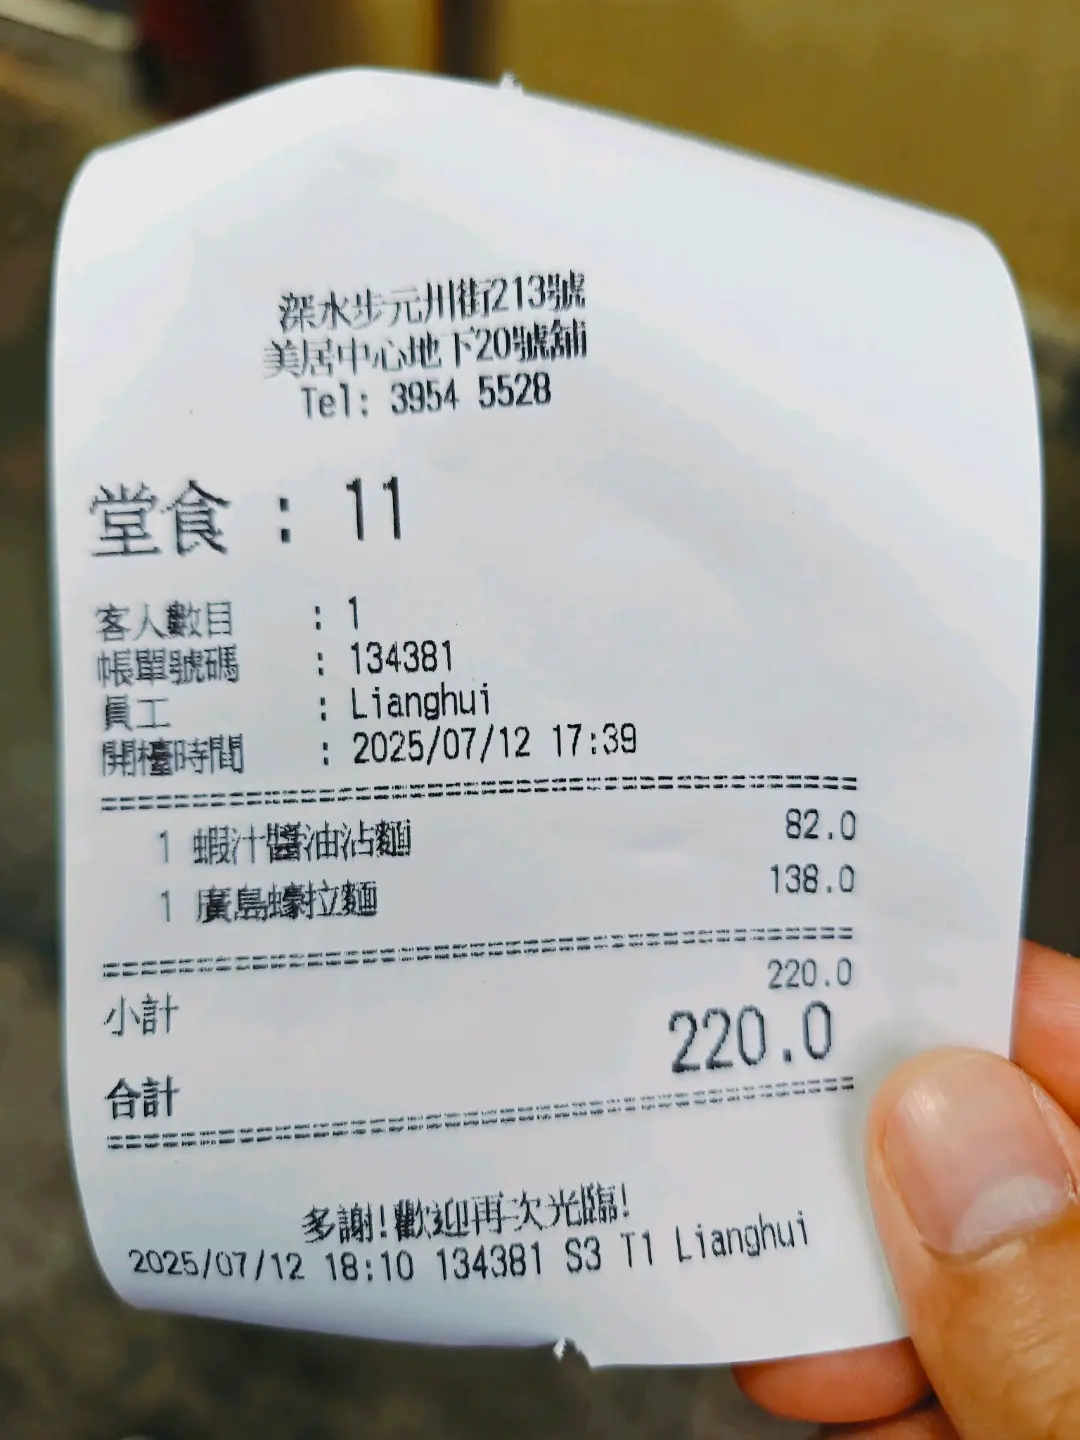 深水步元川街213號
美居中心地下20號舖
Tel: 3954 5528
堂食 : 11
客人數目 : 1
帳單號碼 : 134381
員工 : Lianghui
開檯時間 : 2025/07/12 17:39
1 蝦汁醬油沾麵 82.0
1 廣島蠔拉麵 138.0
小計 220.0
合計 220.0
多謝!歡迎再次光臨!
2025/07/12 18:10 134381 S3 T1 Lianghui